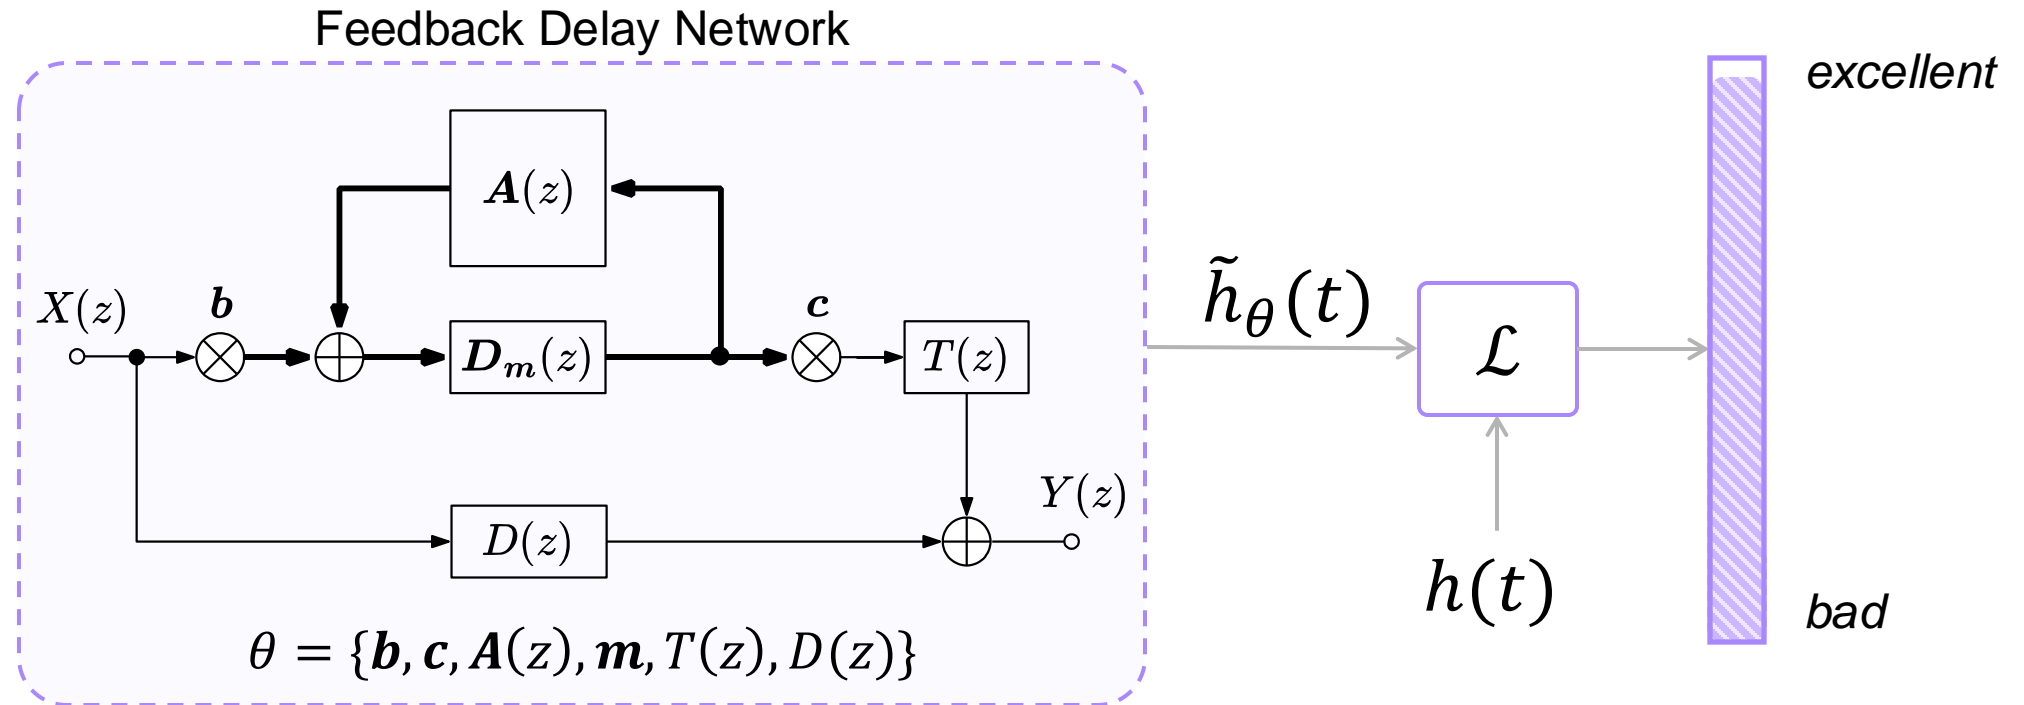 Feedback Delay Network
A(z)
X(z)
b
c
D_m(z)
T(z)
D(z)
Y(z)
θ = {b, c, A(z), m, T(z), D(z)}
h̃_θ(t)
ℒ
h(t)
excellent
bad